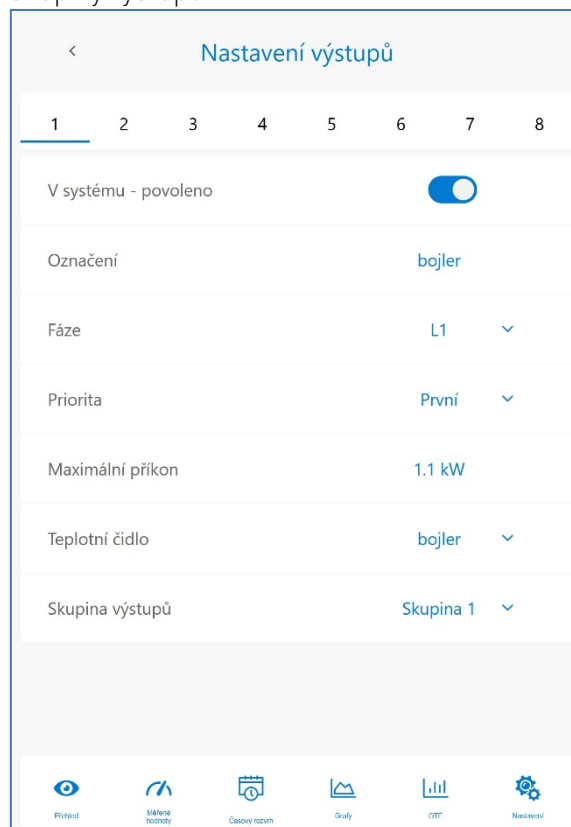 Nastavení výstupů
1 2 3 4 5 6 7 8
V systému - povoleno
Označení bojler
Fáze L1
Priorita První
Maximální příkon 1.1 kW
Teplotní čidlo bojler
Skupina výstupů Skupina 1
Přehled Měřené hodnoty Časový rozvrh Grafy OTE Nastavení